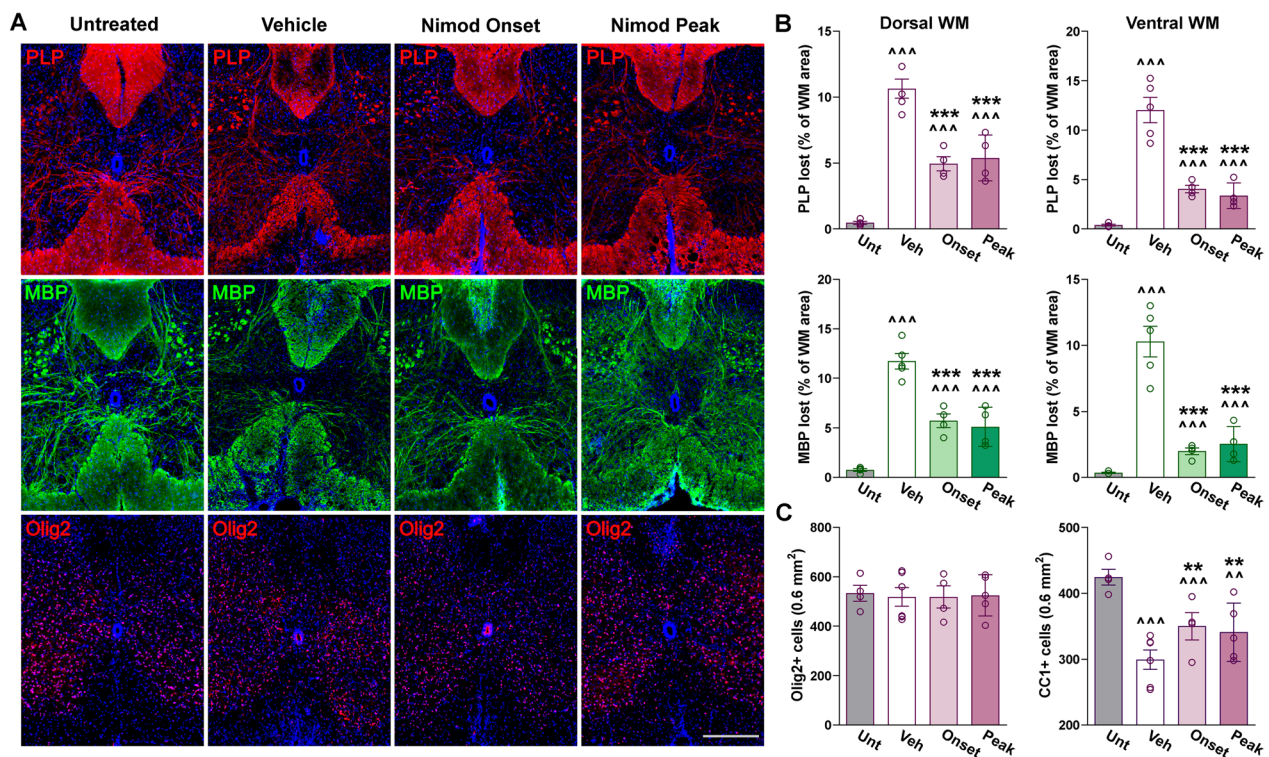 A
Untreated
Vehicle
Nimod Onset
Nimod Peak
PLP
PLP
PLP
PLP
MBP
MBP
MBP
MBP
Olig2
Olig2
Olig2
Olig2
B
Dorsal WM
Ventral WM
PLP lost (% of WM area)
15
10
5
0
^^^
***
^^^
***
^^^
Unt
Veh
Onset
Peak
PLP lost (% of WM area)
20
15
10
5
0
^^^
***
^^^
***
^^^
Unt
Veh
Onset
Peak
MBP lost (% of WM area)
20
15
10
5
0
^^^
***
^^^
***
^^^
Unt
Veh
Onset
Peak
MBP lost (% of WM area)
15
10
5
0
^^^
***
^^^
***
^^^
Unt
Veh
Onset
Peak
C
Olig2+ cells (0.6 mm²)
800
600
400
200
0
Unt
Veh
Onset
Peak
CC1+ cells (0.6 mm²)
500
400
300
200
^^^
**
^^^
**
^^
Unt
Veh
Onset
Peak